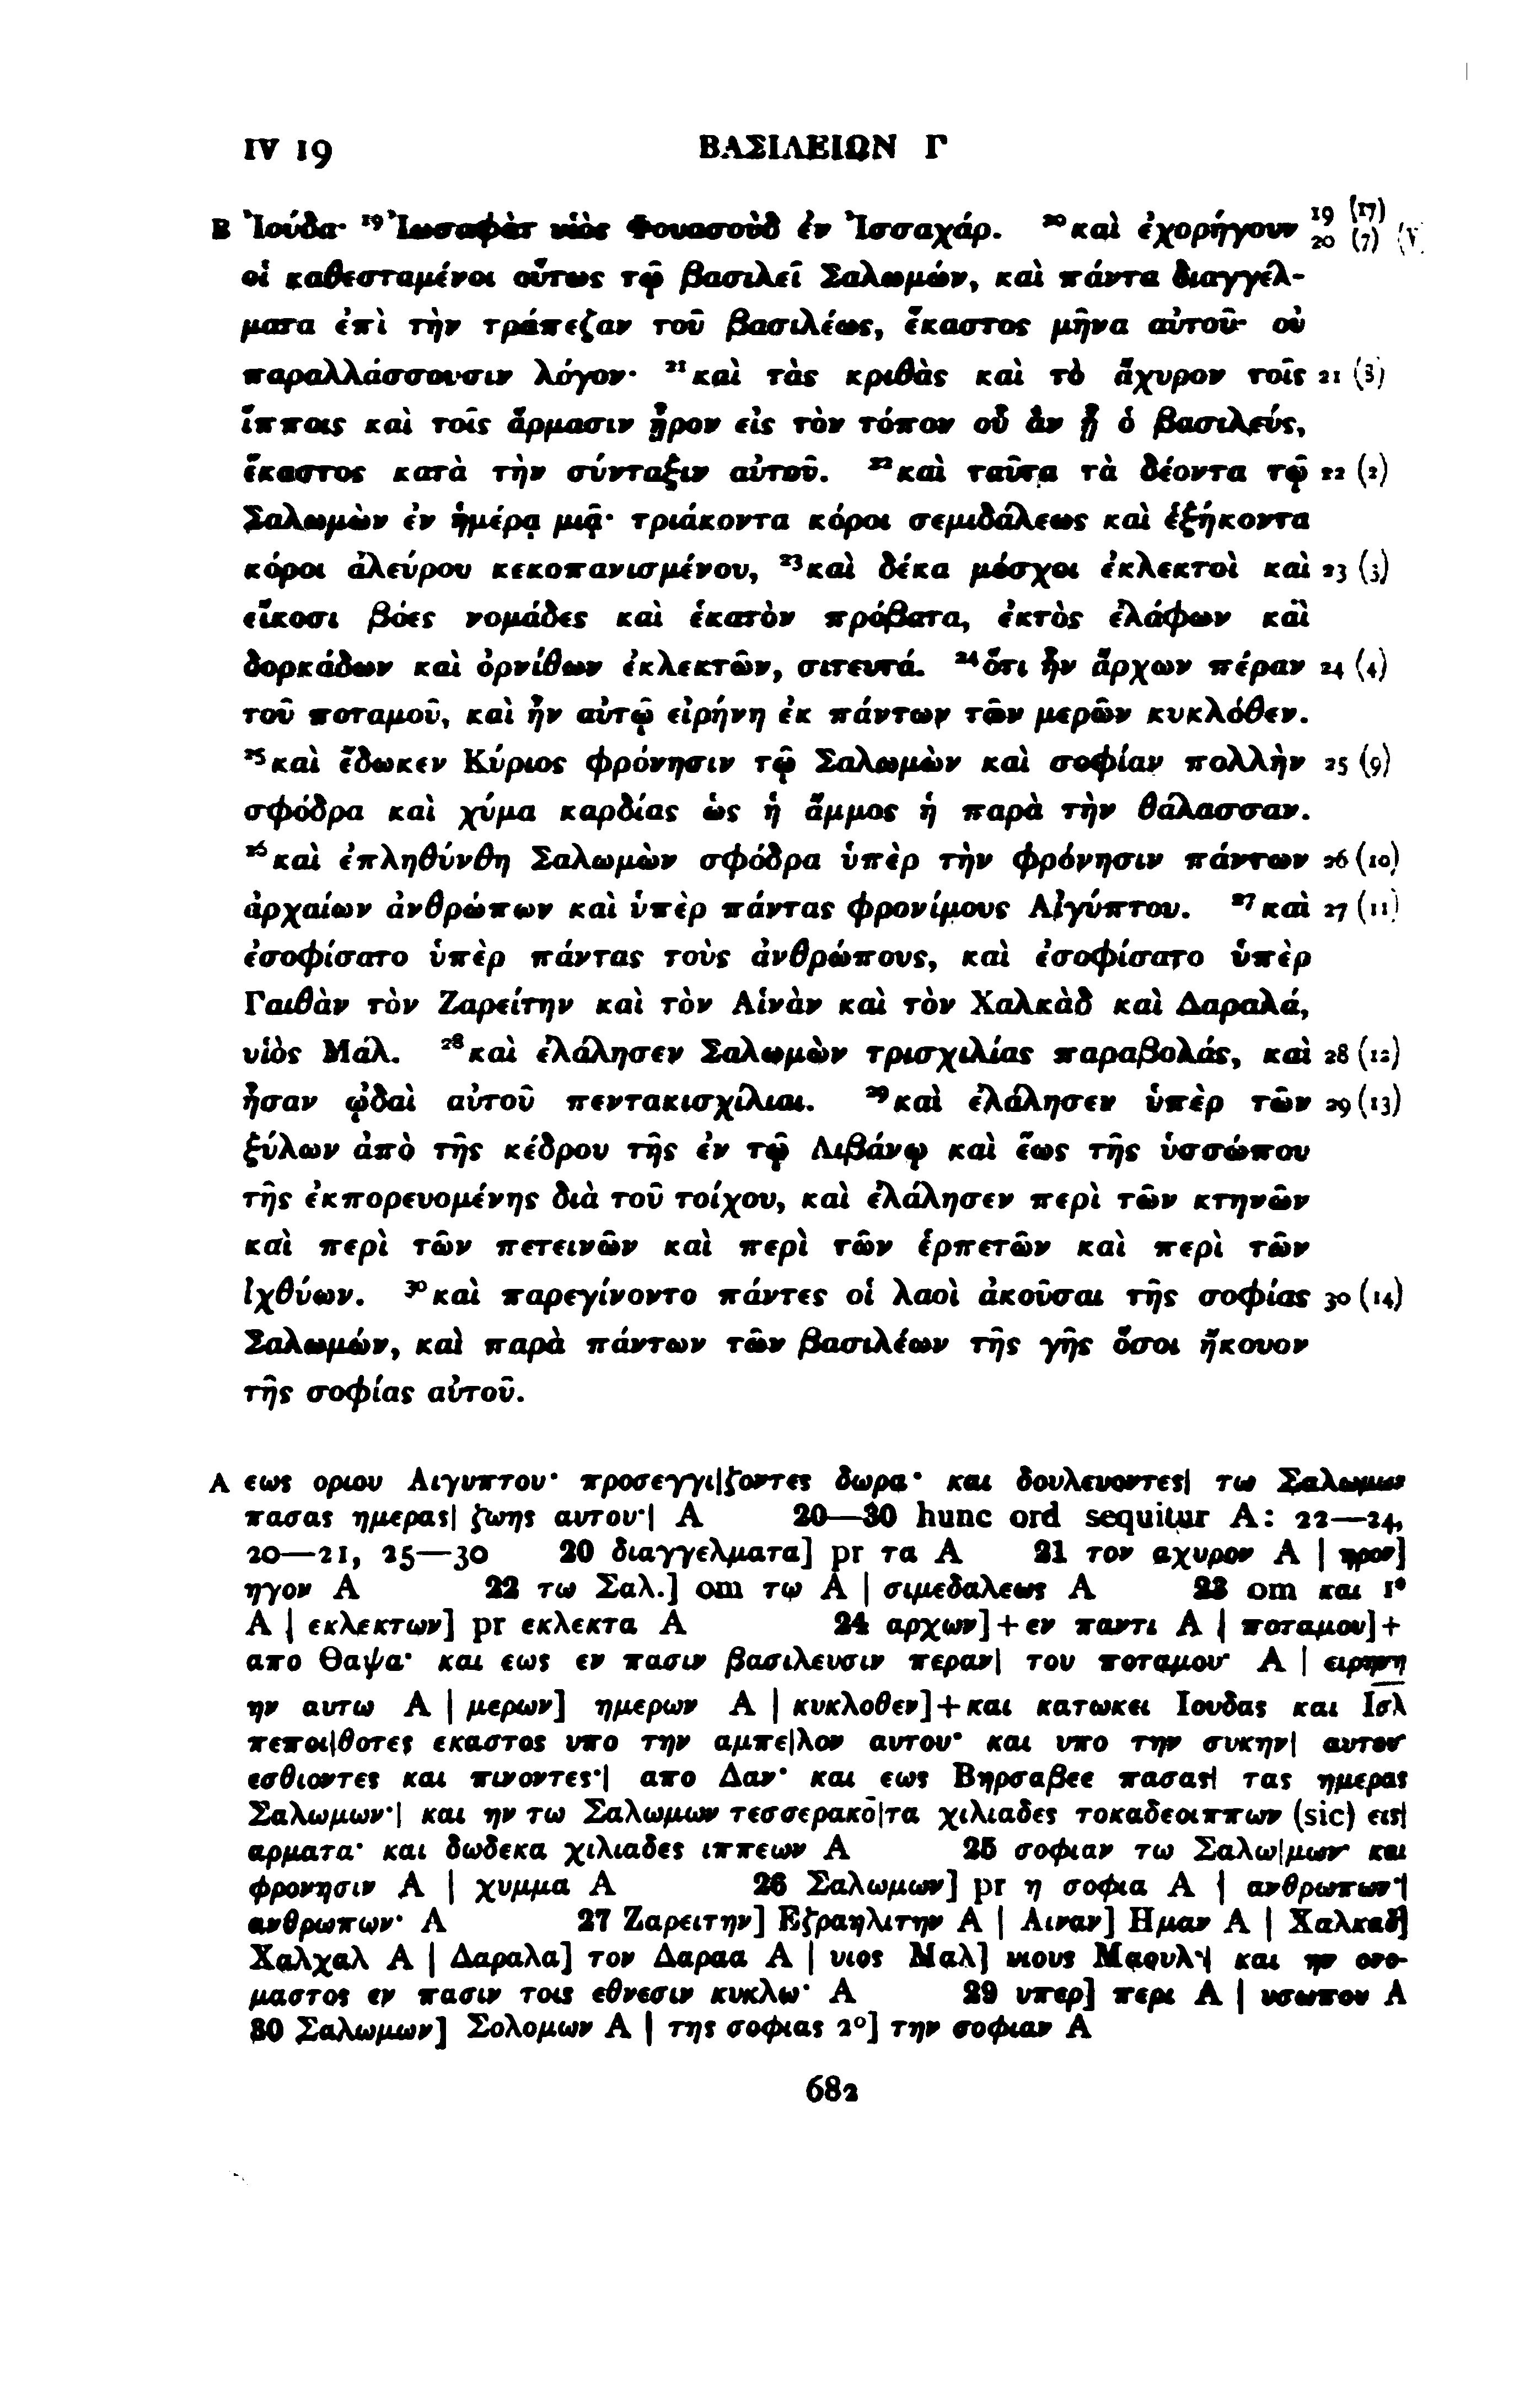 IV 19 ΒΑΣΙΛΕΙΩΝ Γ
B Ἰούδα· ¹⁹Ἰωσαφὰτ υἱὸς Φουασοὺδ ἐν Ἰσσαχάρ. ²⁰καὶ ἐχορήγουν 19 (17) 20 (7) (V
οἱ καθεσταμένοι οὕτως τῷ βασιλεῖ Σαλωμών, καὶ πάντα διαγγέλ-
ματα ἐπὶ τὴν τράπεζαν τοῦ βασιλέως, ἕκαστος μῆνα αὐτοῦ· οὐ
παραλλάσσουσιν λόγον· ²¹καὶ τὰς κριθὰς καὶ τὸ ἄχυρον τοῖς 21 (8)
ἵπποις καὶ τοῖς ἅρμασιν ᾖρον εἰς τὸν τόπον οὗ ἂν ᾖ ὁ βασιλεύς,
ἕκαστος κατὰ τὴν σύνταξιν αὐτοῦ. ²²καὶ ταῦτα τὰ δέοντα τῷ 22 (2)
Σαλωμὼν ἐν ἡμέρᾳ μιᾷ· τριάκοντα κόροι σεμιδάλεως καὶ ἑξήκοντα
κόροι ἀλεύρου κεκοπανισμένου, ²³καὶ δέκα μόσχοι ἐκλεκτοὶ καὶ 23 (3)
εἴκοσι βόες νομάδες καὶ ἑκατὸν πρόβατα, ἐκτὸς ἐλάφων καὶ
δορκάδων καὶ ὀρνίθων ἐκλεκτῶν, σιτευτά. ²⁴ὅτι ἦν ἄρχων πέραν 24 (4)
τοῦ ποταμοῦ, καὶ ἦν αὐτῷ εἰρήνη ἐκ πάντων τῶν μερῶν κυκλόθεν.
²⁵καὶ ἔδωκεν Κύριος φρόνησιν τῷ Σαλωμὼν καὶ σοφίαν πολλὴν 25 (9)
σφόδρα καὶ χύμα καρδίας ὡς ἡ ἄμμος ἡ παρὰ τὴν θάλασσαν.
²⁶καὶ ἐπληθύνθη Σαλωμὼν σφόδρα ὑπὲρ τὴν φρόνησιν πάντων 26 (10)
ἀρχαίων ἀνθρώπων καὶ ὑπὲρ πάντας φρονίμους Αἰγύπτου. ²⁷καὶ 27 (11)
ἐσοφίσατο ὑπὲρ πάντας τοὺς ἀνθρώπους, καὶ ἐσοφίσατο ὑπὲρ
Γαιθὰν τὸν Ζαρείτην καὶ τὸν Αἱνὰν καὶ τὸν Χαλκὰδ καὶ Δαραλά,
υἱὸς Μάλ. ²⁸καὶ ἐλάλησεν Σαλωμὼν τρισχιλίας παραβολάς, καὶ 28 (12)
ἦσαν ᾠδαὶ αὐτοῦ πεντακισχίλιαι. ²⁹καὶ ἐλάλησεν ὑπὲρ τῶν 29 (13)
ξύλων ἀπὸ τῆς κέδρου τῆς ἐν τῷ Λιβάνῳ καὶ ἕως τῆς ὑσσώπου
τῆς ἐκπορευομένης διὰ τοῦ τοίχου, καὶ ἐλάλησεν περὶ τῶν κτηνῶν
καὶ περὶ τῶν πετεινῶν καὶ περὶ τῶν ἑρπετῶν καὶ περὶ τῶν
ἰχθύων. ³⁰καὶ παρεγίνοντο πάντες οἱ λαοὶ ἀκοῦσαι τῆς σοφίας 30 (14)
Σαλωμών, καὶ παρὰ πάντων τῶν βασιλέων τῆς γῆς ὅσοι ἤκουον
τῆς σοφίας αὐτοῦ.
A εως οριου Αιγυπτου· προσεγγι|ζοντες δωρα· και δουλευοντες| τω Σαλωμων
πασας ημερας| ζωης αυτου·| A 20—30 hunc ord sequitur A: 22—24,
20—21, 25—30 20 διαγγελματα] pr τα A 21 τον αχυρον A | ηρον]
ηγον A 22 τω Σαλ.] om τω A | σιμεδαλεως A 23 om και 1°
A | εκλεκτων] pr εκλεκτα A 24 αρχων]+εν παντι A | ποταμου]+
απο Θαψα· και εως εν πασιν βασιλευσιν περαν| του ποταμου· A | ειρηνη
ην αυτω A | μερων] ημερων A | κυκλοθεν]+και κατωκει Ιουδας και Ισλ
πεποι|θοτες εκαστος υπο την αμπε|λον αυτου· και υπο την συκην| αυτου·
εσθιοντες και πινοντες·| απο Δαν· και εως Βηρσαβεε πασας| τας ημερας
Σαλωμων·| και ην τω Σαλωμων τεσσερακο̄|τα χιλιαδες τοκαδεοιππων (sic) εις|
αρματα· και δωδεκα χιλιαδες ιππεων A 25 σοφιαν τω Σαλω|μων· και
φρονησιν A | χυμμα A 26 Σαλωμων] pr η σοφια A | ανθρωπων]
ανθρωπων· A 27 Ζαρειτην] Εζραηλιτην A | Αιναν] Ημαν A | Χαλκαδ]
Χαλχαλ A | Δαραλα] τον Δαραα A | υιος Μαλ] υιους Μαουλ·| και ην ονο-
μαστος εν πασιν τοις εθνεσιν κυκλω· A 29 υπερ] περι A | υσωπου A
30 Σαλωμων] Σολομων A | της σοφιας 2°] την σοφιαν A
682